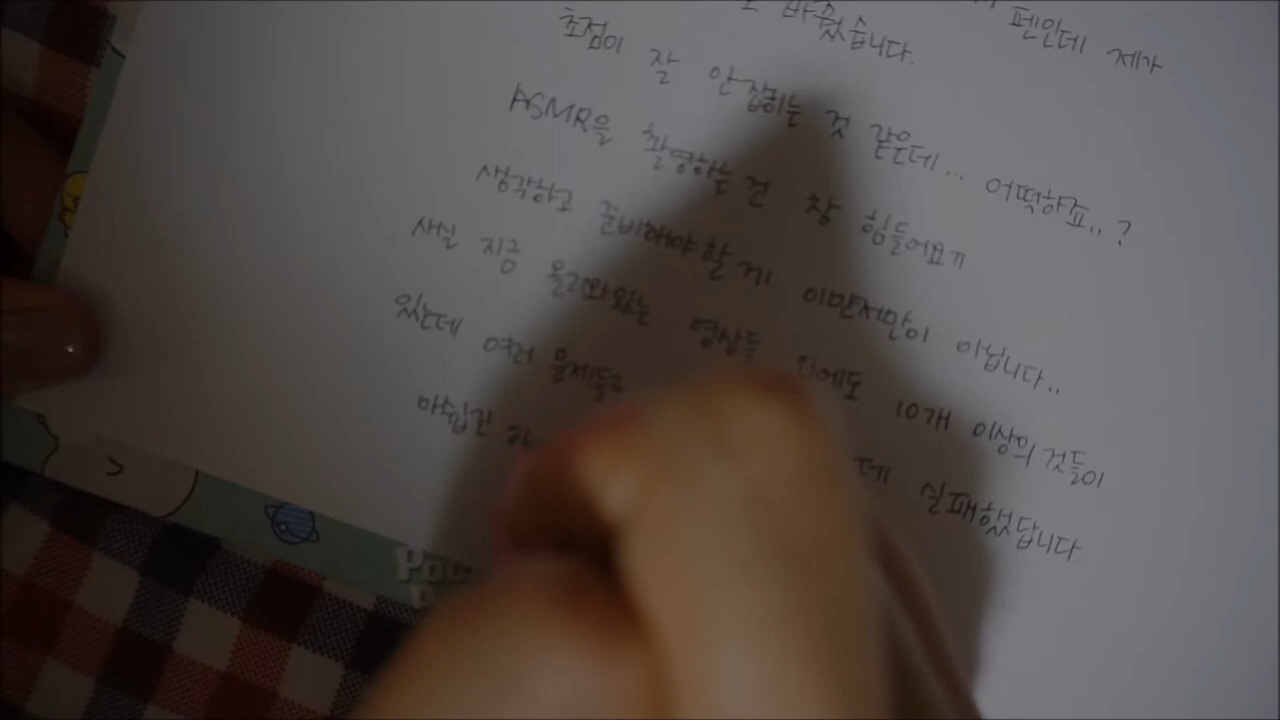 펜인데 제가
바꿨습니다.
초점이 잘 안잡히는 것 같은데... 어떡하죠..?
ASMR을 촬영하는 건 참 힘들어요ㅠ
생각하고 준비해야할 게 이만저만이 아닙니다..
사실 지금 올라와있는 영상들 외에도 10개 이상의 것들이
있는데 여러 문제들로 데 실패했답니다.
아쉽긴 하
Pow